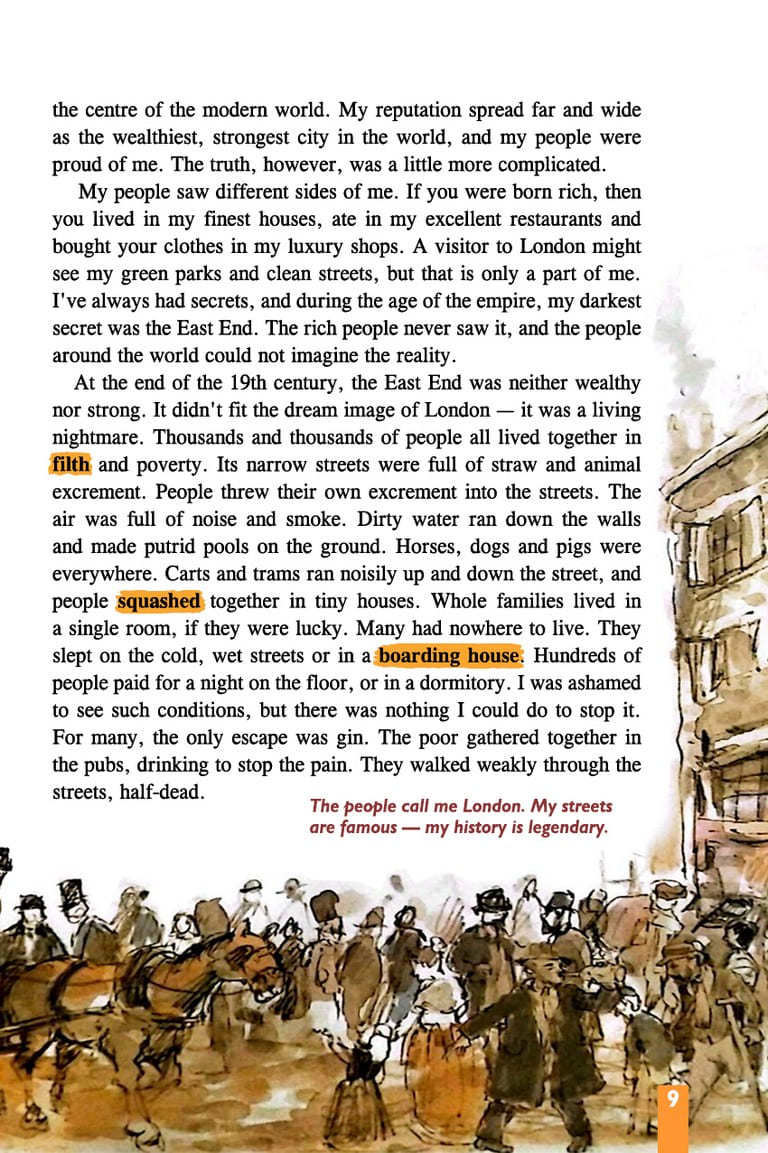 the centre of the modern world. My reputation spread far and wide
as the wealthiest, strongest city in the world, and my people were
proud of me. The truth, however, was a little more complicated.
My people saw different sides of me. If you were born rich, then
you lived in my finest houses, ate in my excellent restaurants and
bought your clothes in my luxury shops. A visitor to London might
see my green parks and clean streets, but that is only a part of me.
I've always had secrets, and during the age of the empire, my darkest
secret was the East End. The rich people never saw it, and the people
around the world could not imagine the reality.
At the end of the 19th century, the East End was neither wealthy
nor strong. It didn't fit the dream image of London — it was a living
nightmare. Thousands and thousands of people all lived together in
filth and poverty. Its narrow streets were full of straw and animal
excrement. People threw their own excrement into the streets. The
air was full of noise and smoke. Dirty water ran down the walls
and made putrid pools on the ground. Horses, dogs and pigs were
everywhere. Carts and trams ran noisily up and down the street, and
people squashed together in tiny houses. Whole families lived in
a single room, if they were lucky. Many had nowhere to live. They
slept on the cold, wet streets or in a boarding house. Hundreds of
people paid for a night on the floor, or in a dormitory. I was ashamed
to see such conditions, but there was nothing I could do to stop it.
For many, the only escape was gin. The poor gathered together in
the pubs, drinking to stop the pain. They walked weakly through the
streets, half-dead.
The people call me London. My streets
are famous — my history is legendary.
9